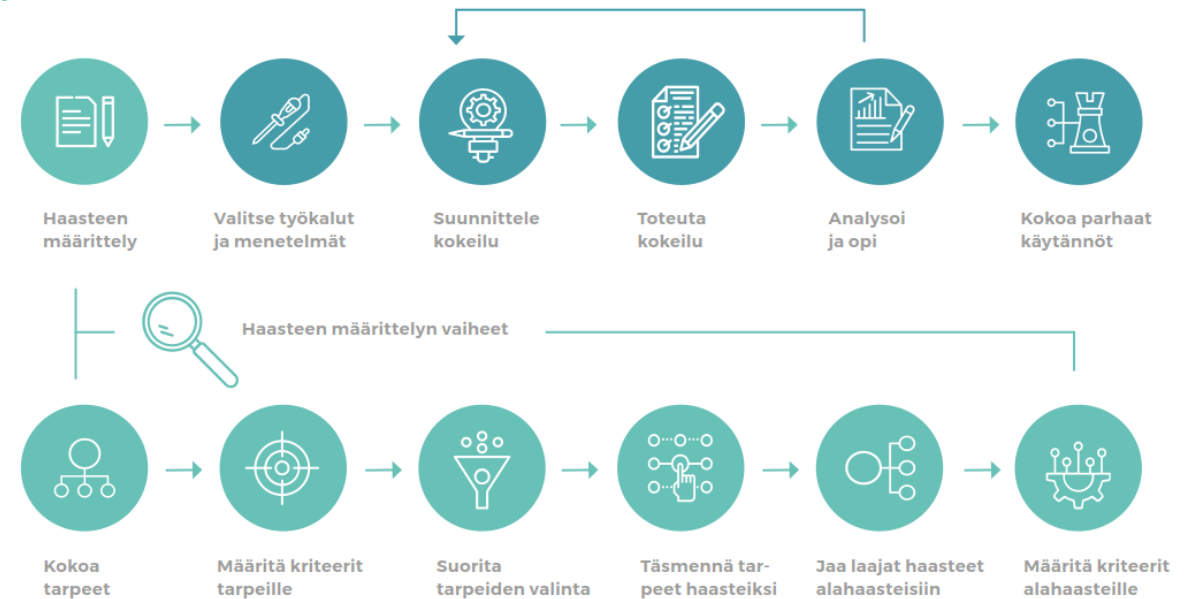 Haasteen
määrittely
Valitse työkalut
ja menetelmät
Suunnittele
kokeilu
Toteuta
kokeilu
Analysoi
ja opi
Kokoa parhaat
käytännöt
Haasteen määrittelyn vaiheet
Kokoa
tarpeet
Määritä kriteerit
tarpeille
Suorita
tarpeiden valinta
Täsmennä tar-
peet haasteiksi
Jaa laajat haasteet
alahaasteisiin
Määritä kriteerit
alahaasteille